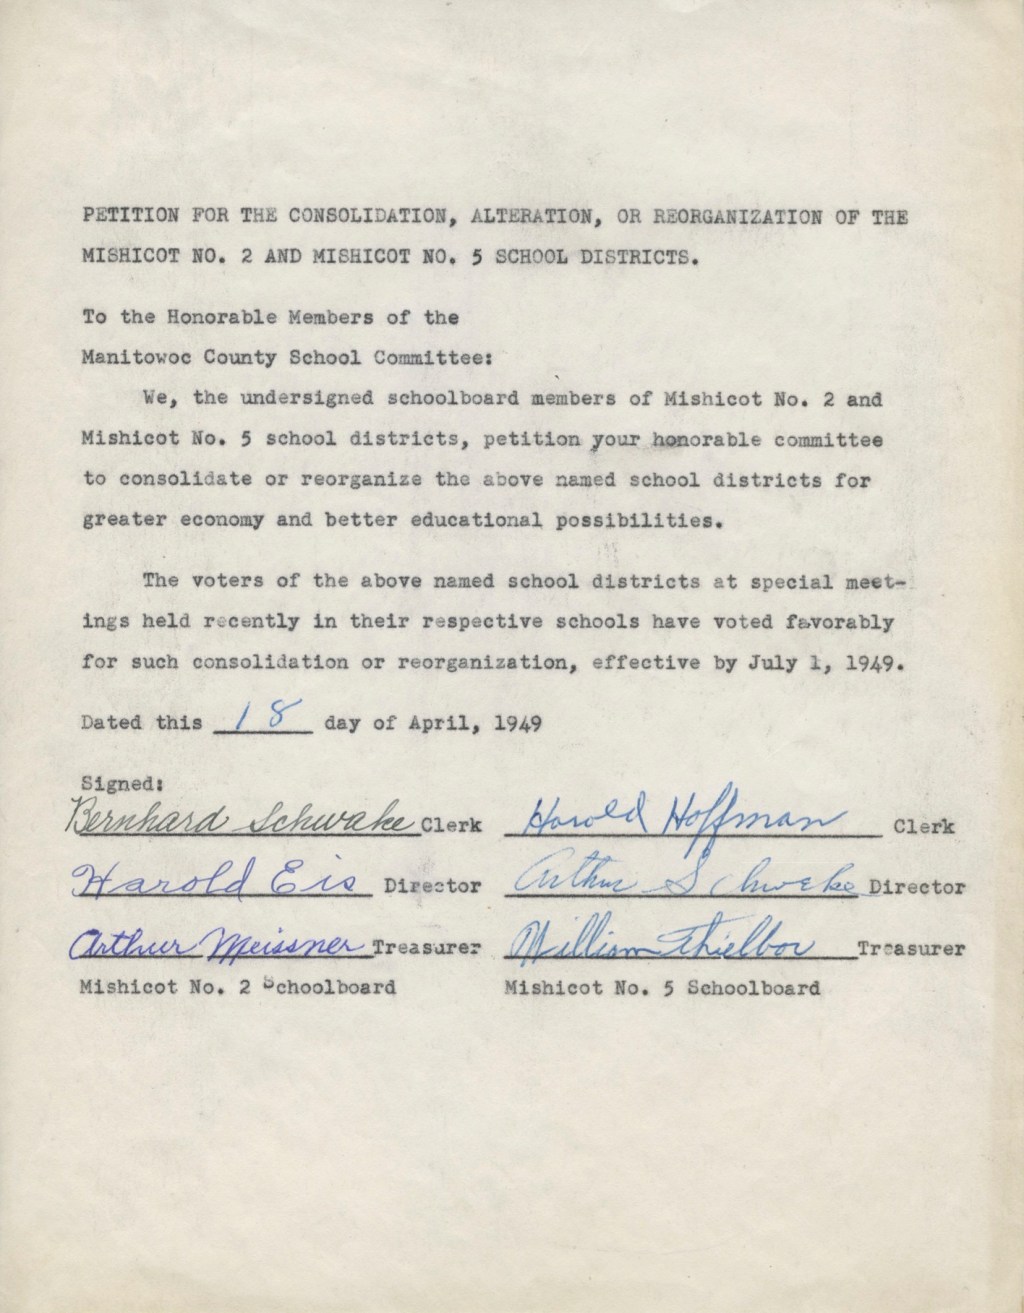 PETITION FOR THE CONSOLIDATION, ALTERATION, OR REORGANIZATION OF THE
MISHICOT NO. 2 AND MISHICOT NO. 5 SCHOOL DISTRICTS.
To the Honorable Members of the
Manitowoc County School Committee:
We, the undersigned schoolboard members of Mishicot No. 2 and
Mishicot No. 5 school districts, petition your honorable committee
to consolidate or reorganize the above named school districts for
greater economy and better educational possibilities.
The voters of the above named school districts at special meet-
ings held recently in their respective schools have voted favorably
for such consolidation or reorganization, effective by July 1, 1949.
Dated this 18 day of April, 1949
Signed:
Bernhard Schwake Clerk Harold Hoffman Clerk
Harold Eis Director Arthur Schweke Director
Arthur Meissner Treasurer William Thielbor Treasurer
Mishicot No. 2 Schoolboard Mishicot No. 5 Schoolboard